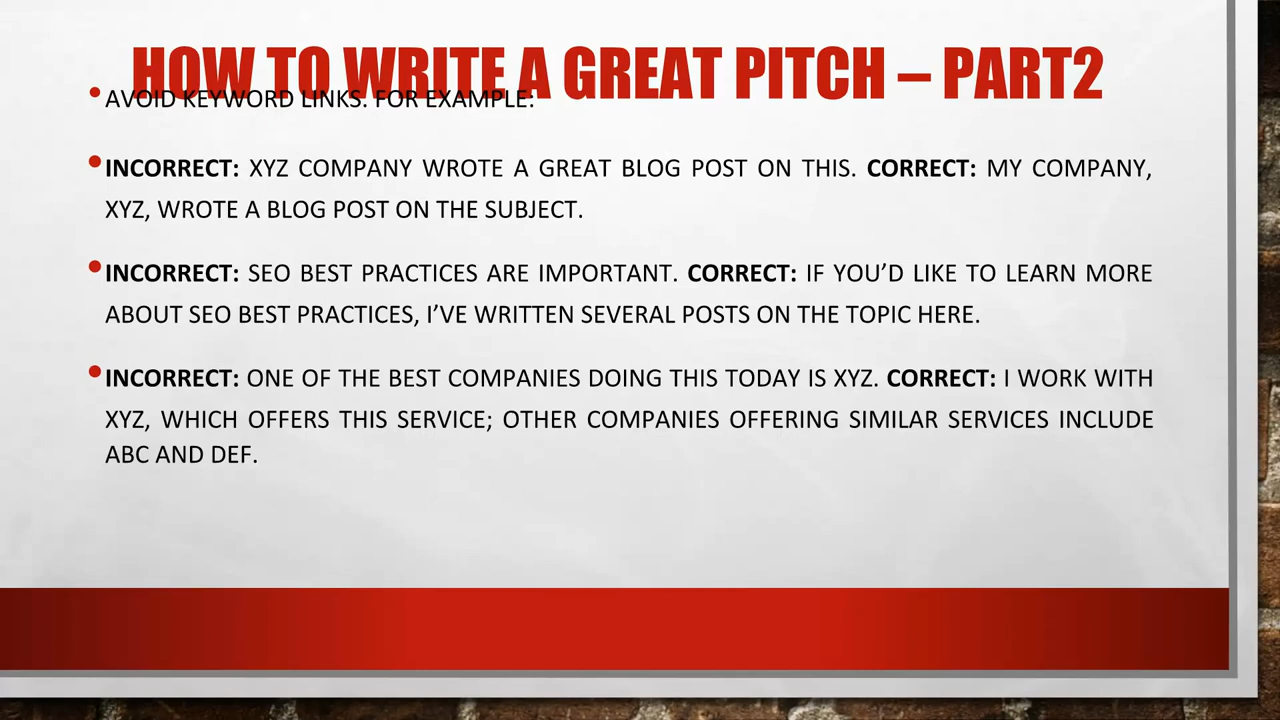 HOW TO WRITE A GREAT PITCH – PART2
• AVOID KEYWORD LINKS. FOR EXAMPLE:
• INCORRECT: XYZ COMPANY WROTE A GREAT BLOG POST ON THIS. CORRECT: MY COMPANY,
XYZ, WROTE A BLOG POST ON THE SUBJECT.
• INCORRECT: SEO BEST PRACTICES ARE IMPORTANT. CORRECT: IF YOU’D LIKE TO LEARN MORE
ABOUT SEO BEST PRACTICES, I’VE WRITTEN SEVERAL POSTS ON THE TOPIC HERE.
• INCORRECT: ONE OF THE BEST COMPANIES DOING THIS TODAY IS XYZ. CORRECT: I WORK WITH
XYZ, WHICH OFFERS THIS SERVICE; OTHER COMPANIES OFFERING SIMILAR SERVICES INCLUDE
ABC AND DEF.